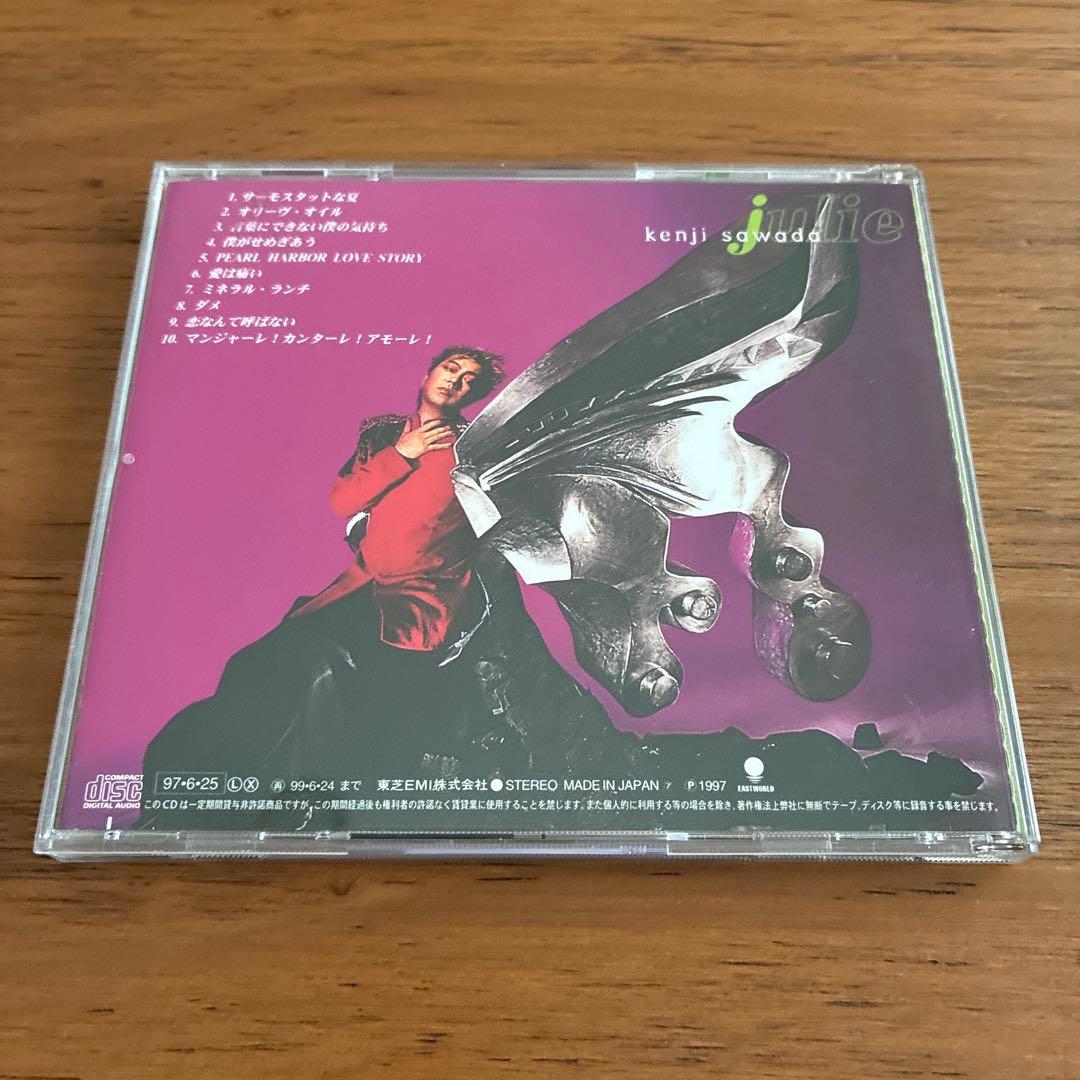 1. サーモスタットな夏
2. オリーヴ・オイル
3. 言葉にできない僕の気持ち
4. 僕がせめぎあう
5. PEARL HARBOR LOVE STORY
6. 愛は痛い
7. ミネラル・ランチ
8. ダメ
9. 恋なんて呼ばない
10. マンジャーレ！カンターレ！アモーレ！
julie
kenji sawada
COMPACT disc DIGITAL AUDIO
97•6•25 Ⓛ Ⓧ ㊞ 99•6•24 まで 東芝EMI株式会社 ● STEREO MADE IN JAPAN ァ Ⓟ 1997 EASTWORLD
このCDは一定期間貸与非許諾商品ですが、この期間経過後も権利者の許諾なく賃貸業に使用することを禁じます。また個人的に利用する等の場合を除き、著作権法上弊社に無断でテープ、ディスク等に録音する事を禁じます。